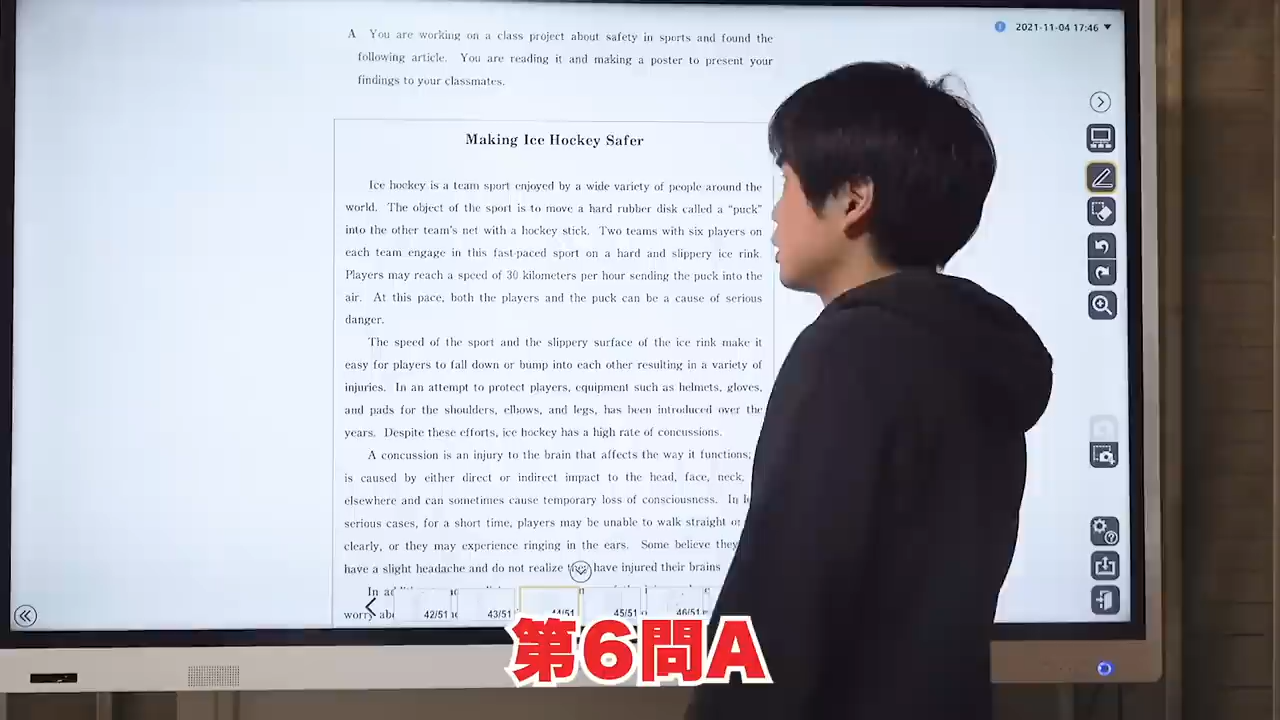 2021-11-04 17:46
A You are working on a class project about safety in sports and found the
following article. You are reading it and making a poster to present your
findings to your classmates.
Making Ice Hockey Safer
Ice hockey is a team sport enjoyed by a wide variety of people around the
world. The object of the sport is to move a hard rubber disk called a “puck”
into the other team's net with a hockey stick. Two teams with six players on
each team engage in this fast-paced sport on a hard and slippery ice rink.
Players may reach a speed of 30 kilometers per hour sending the puck into the
air. At this pace, both the players and the puck can be a cause of serious
danger.
The speed of the sport and the slippery surface of the ice rink make it
easy for players to fall down or bump into each other resulting in a variety of
injuries. In an attempt to protect players, equipment such as helmets, gloves,
and pads for the shoulders, elbows, and legs, has been introduced over the
years. Despite these efforts, ice hockey has a high rate of concussions.
A concussion is an injury to the brain that affects the way it functions;
is caused by either direct or indirect impact to the head, face, neck,
elsewhere and can sometimes cause temporary loss of consciousness. In
serious cases, for a short time, players may be unable to walk straight or
clearly, or they may experience ringing in the ears. Some believe they
have a slight headache and do not realize they have injured their brains
In
worry
42/51 43/51 44/51 45/51 46/51
第6問A